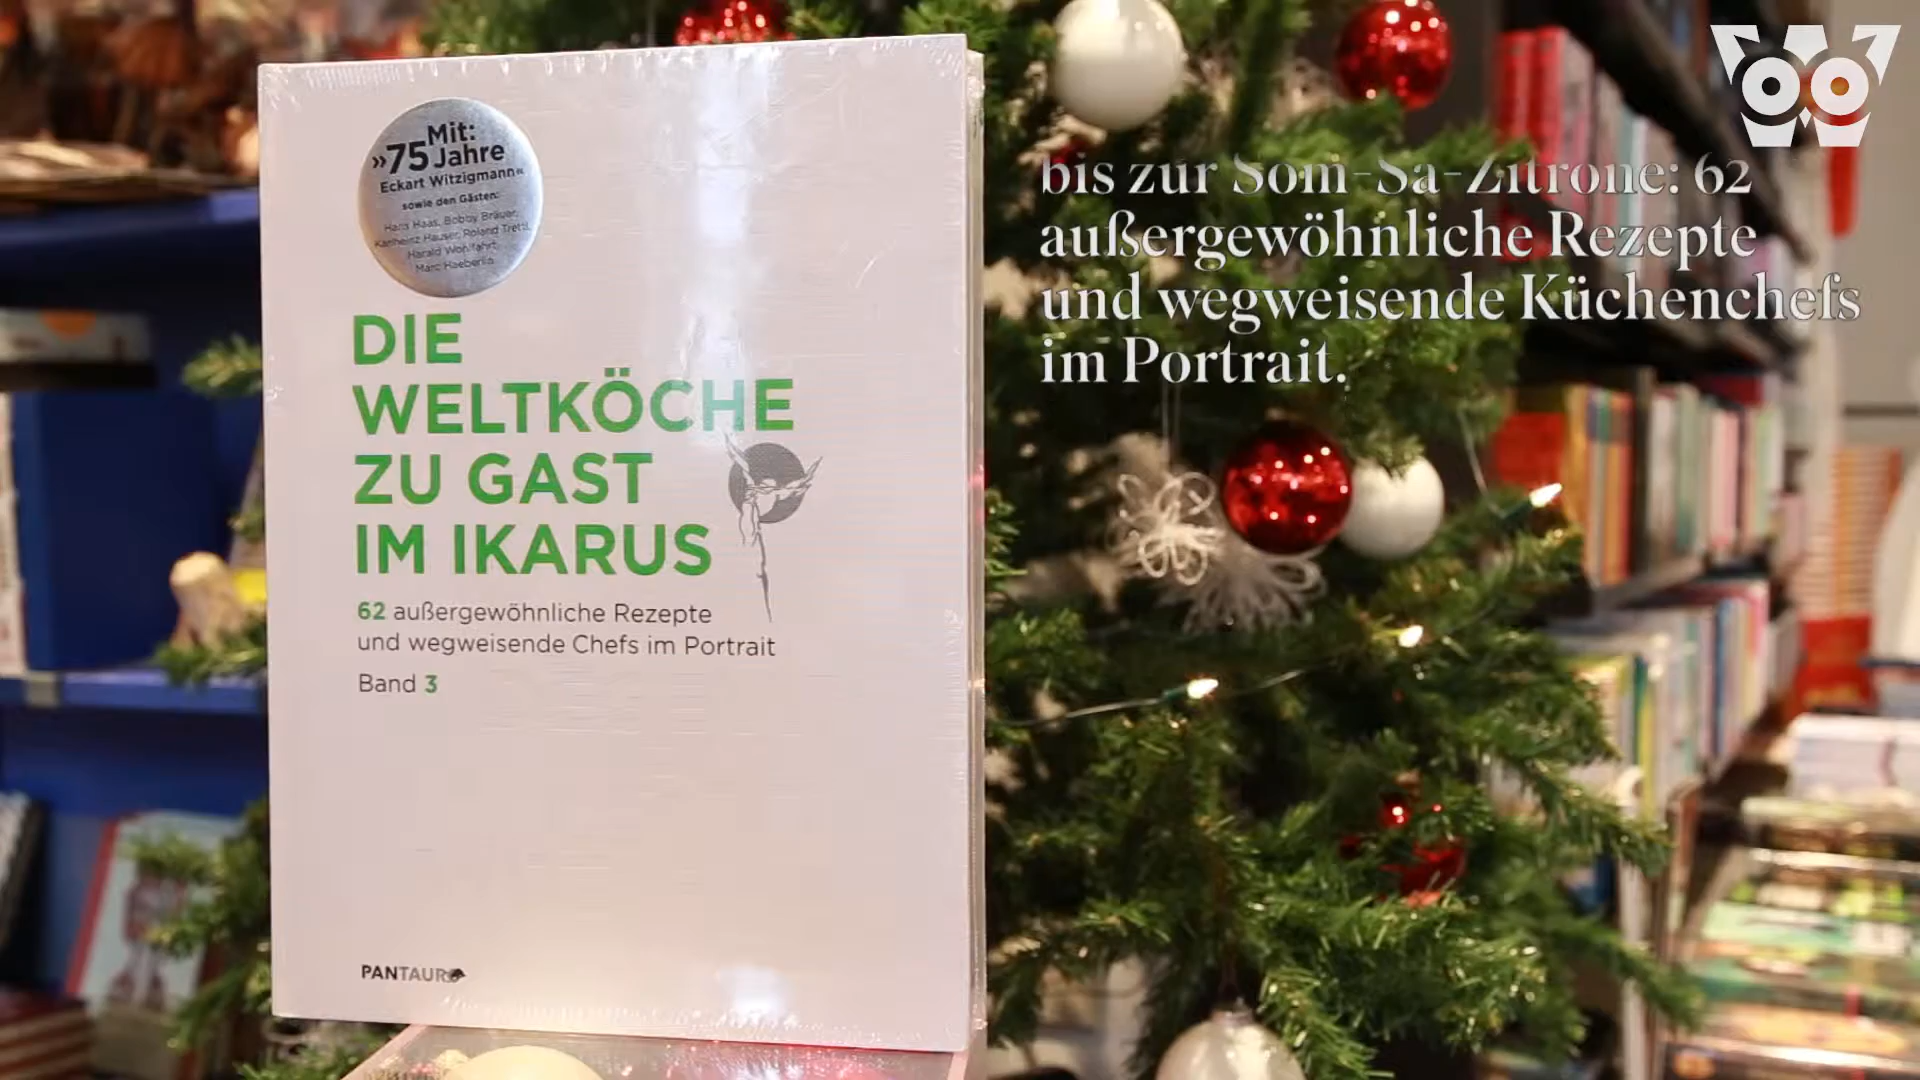 Mit:
»75 Jahre
Eckart Witzigmann«
sowie den Gästen:
Hans Haas, Bobby Bräuer,
Karlheinz Hauser, Roland Trettl,
Harald Wohlfahrt,
Marc Haeberlin
DIE
WELTKÖCHE
ZU GAST
IM IKARUS
62 außergewöhnliche Rezepte
und wegweisende Chefs im Portrait
Band 3
PANTAURO
bis zur Som-Sa-Zitrone: 62
außergewöhnliche Rezepte
und wegweisende Küchenchefs
im Portrait.